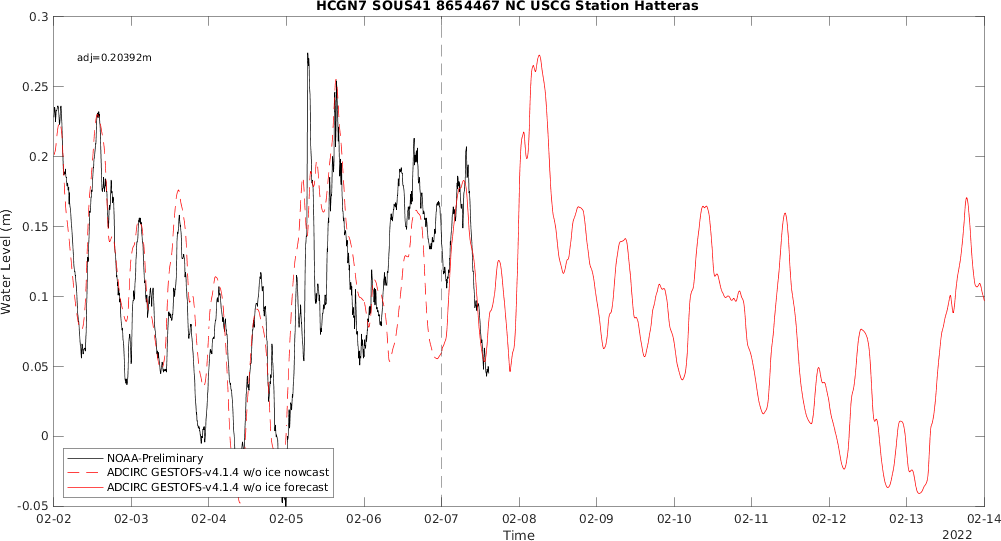 HCGN7 SOUS41 8654467 NC USCG Station Hatteras
adj=0.20392m
0.3
0.25
0.2
0.15
0.1
0.05
0
-0.05
Water Level (m)
NOAA-Preliminary
ADCIRC GESTOFS-v4.1.4 w/o ice nowcast
ADCIRC GESTOFS-v4.1.4 w/o ice forecast
02-02 02-03 02-04 02-05 02-06 02-07 02-08 02-09 02-10 02-11 02-12 02-13 02-14
Time
2022